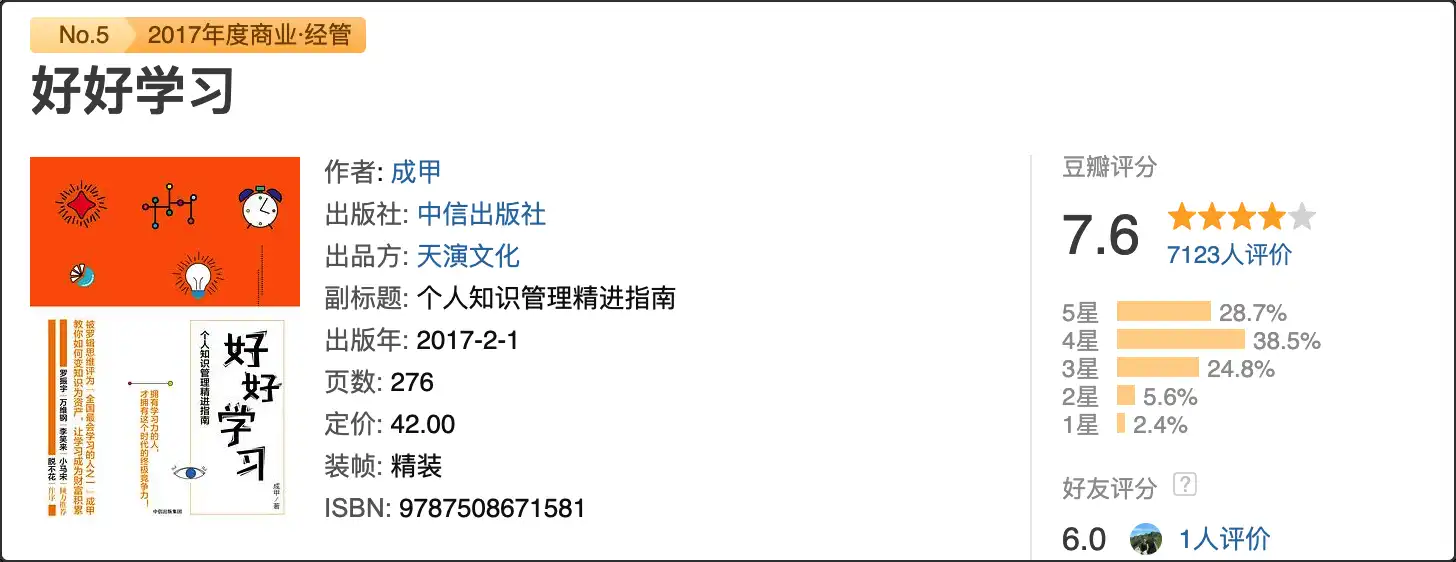 No.5 2017年度商业·经管
好好学习
被罗辑思维评为「全国最会学习的人之一」成甲
教你如何变知识为资产,让学习成为财富积累
罗振宇 万维钢 李笑来 小马宋 倾力推荐
脱不花 作序
拥有学习力的人,
才拥有这个时代的终极竞争力!
中信出版集团
个人知识管理精进指南
好好学习
成甲/著
作者: 成甲
出版社: 中信出版社
出品方: 天演文化
副标题: 个人知识管理精进指南
出版年: 2017-2-1
页数: 276
定价: 42.00
装帧: 精装
ISBN: 9787508671581
豆瓣评分
7.6
7123人评价
5星 28.7%
4星 38.5%
3星 24.8%
2星 5.6%
1星 2.4%
好友评分 ?
6.0 1人评价